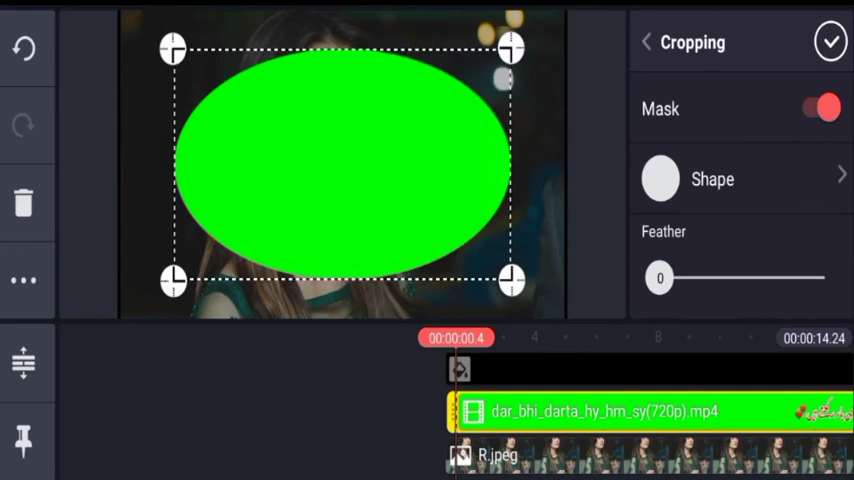 Cropping
Mask
Shape
Feather
0
00:00:00.4
4
8
00:00:14.24
dar_bhi_darta_hy_hm_sy(720p).mp4
R.jpeg